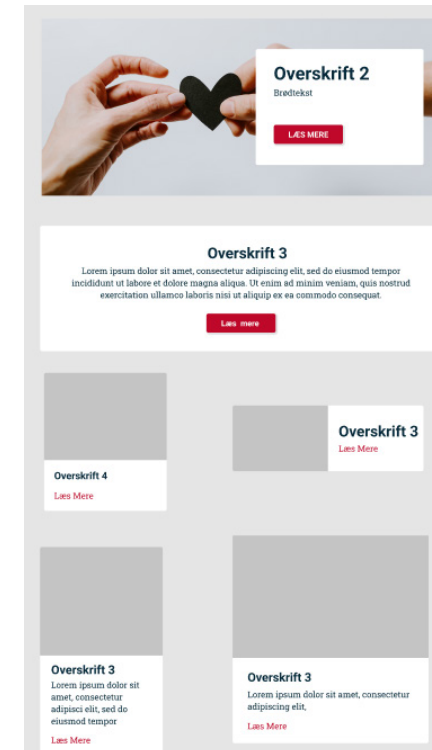 Overskrift 2
Brødtekst
LÆS MERE
Overskrift 3
Lorem ipsum dolor sit amet, consectetur adipiscing elit, sed do eiusmod tempor
incididunt ut labore et dolore magna aliqua. Ut enim ad minim veniam, quis nostrud
exercitation ullamco laboris nisi ut aliquip ex ea commodo consequat.
Læs mere
Overskrift 4
Læs Mere
Overskrift 3
Læs Mere
Overskrift 3
Lorem ipsum dolor sit
amet, consectetur
adipisci elit, sed do
eiusmod tempor
Læs Mere
Overskrift 3
Lorem ipsum dolor sit amet, consectetur
adipiscing elit,
Læs Mere